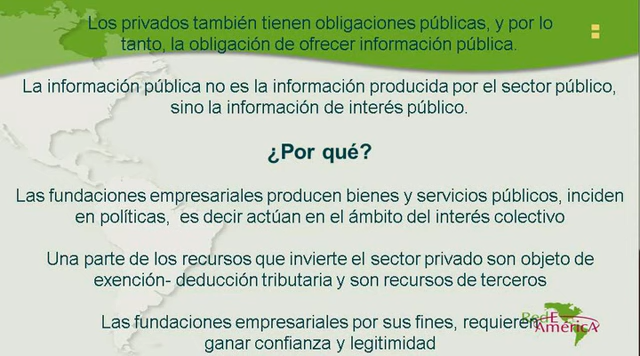 Los privados también tienen obligaciones públicas, y por lo
tanto, la obligación de ofrecer información pública.
La información pública no es la información producida por el sector público,
sino la información de interés público.
¿Por qué?
Las fundaciones empresariales producen bienes y servicios públicos, inciden
en políticas, es decir actúan en el ámbito del interés colectivo
Una parte de los recursos que invierte el sector privado son objeto de
exención- deducción tributaria y son recursos de terceros
Las fundaciones empresariales por sus fines, requieren
ganar confianza y legitimidad
RedE
América